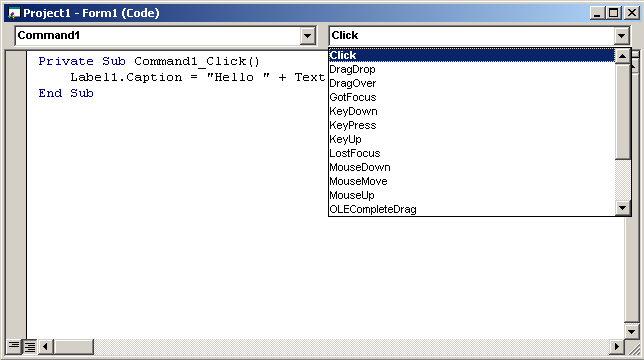 Project1 - Form1 (Code)
Command1
Click
Private Sub Command1_Click()
Label1.Caption = "Hello " + Text
End Sub
Click
DragDrop
DragOver
GotFocus
KeyDown
KeyPress
KeyUp
LostFocus
MouseDown
MouseMove
MouseUp
OLECompleteDrag